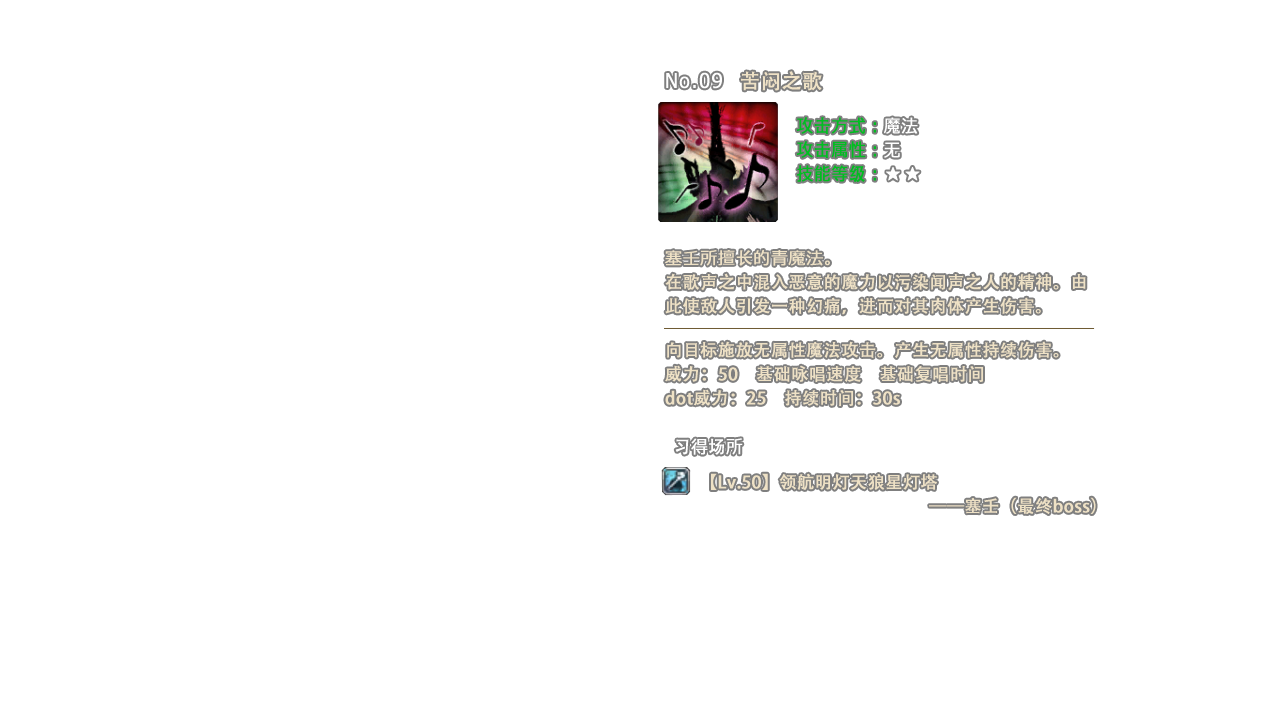 No.09 苦闷之歌
攻击方式：魔法
攻击属性：无
技能等级：★★
塞壬所擅长的青魔法。
在歌声之中混入恶意的魔力以污染闻声之人的精神。由
此使敌人引发一种幻痛，进而对其肉体产生伤害。
向目标施放无属性魔法攻击。产生无属性持续伤害。
威力：50 基础咏唱速度 基础复唱时间
dot威力：25 持续时间：30s
习得场所
【Lv.50】领航明灯天狼星灯塔
——塞壬（最终boss）